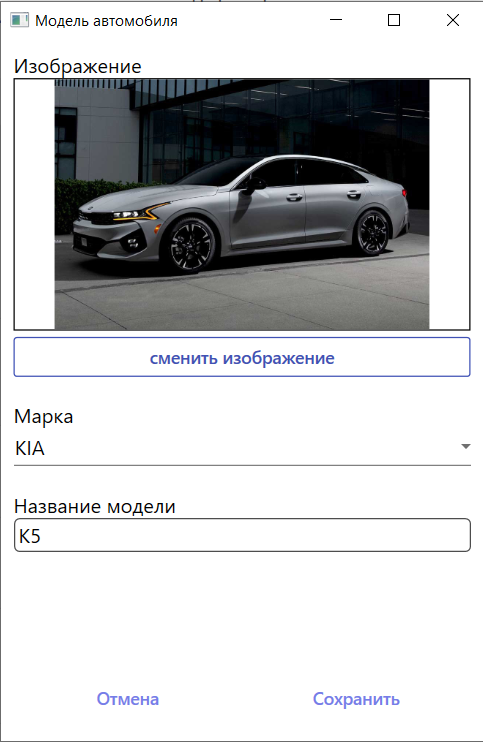 Модель автомобиля
Изображение
сменить изображение
Марка
KIA
Название модели
K5
Отмена
Сохранить